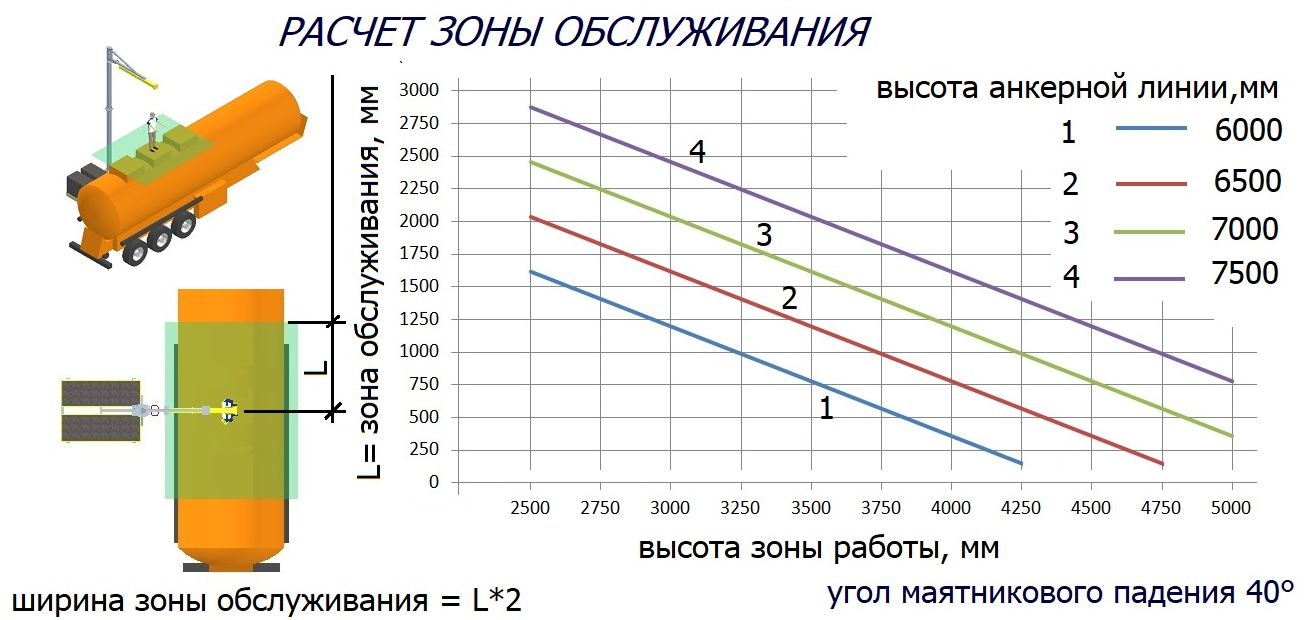 РАСЧЕТ ЗОНЫ ОБСЛУЖИВАНИЯ
L= зона обслуживания, мм
L
3000
2750
2500
2250
2000
1750
1500
1250
1000
750
500
250
0
2500 2750 3000 3250 3500 3750 4000 4250 4500 4750 5000
высота зоны работы, мм
4
3
2
1
высота анкерной линии,мм
1 6000
2 6500
3 7000
4 7500
ширина зоны обслуживания = L*2
угол маятникового падения 40°